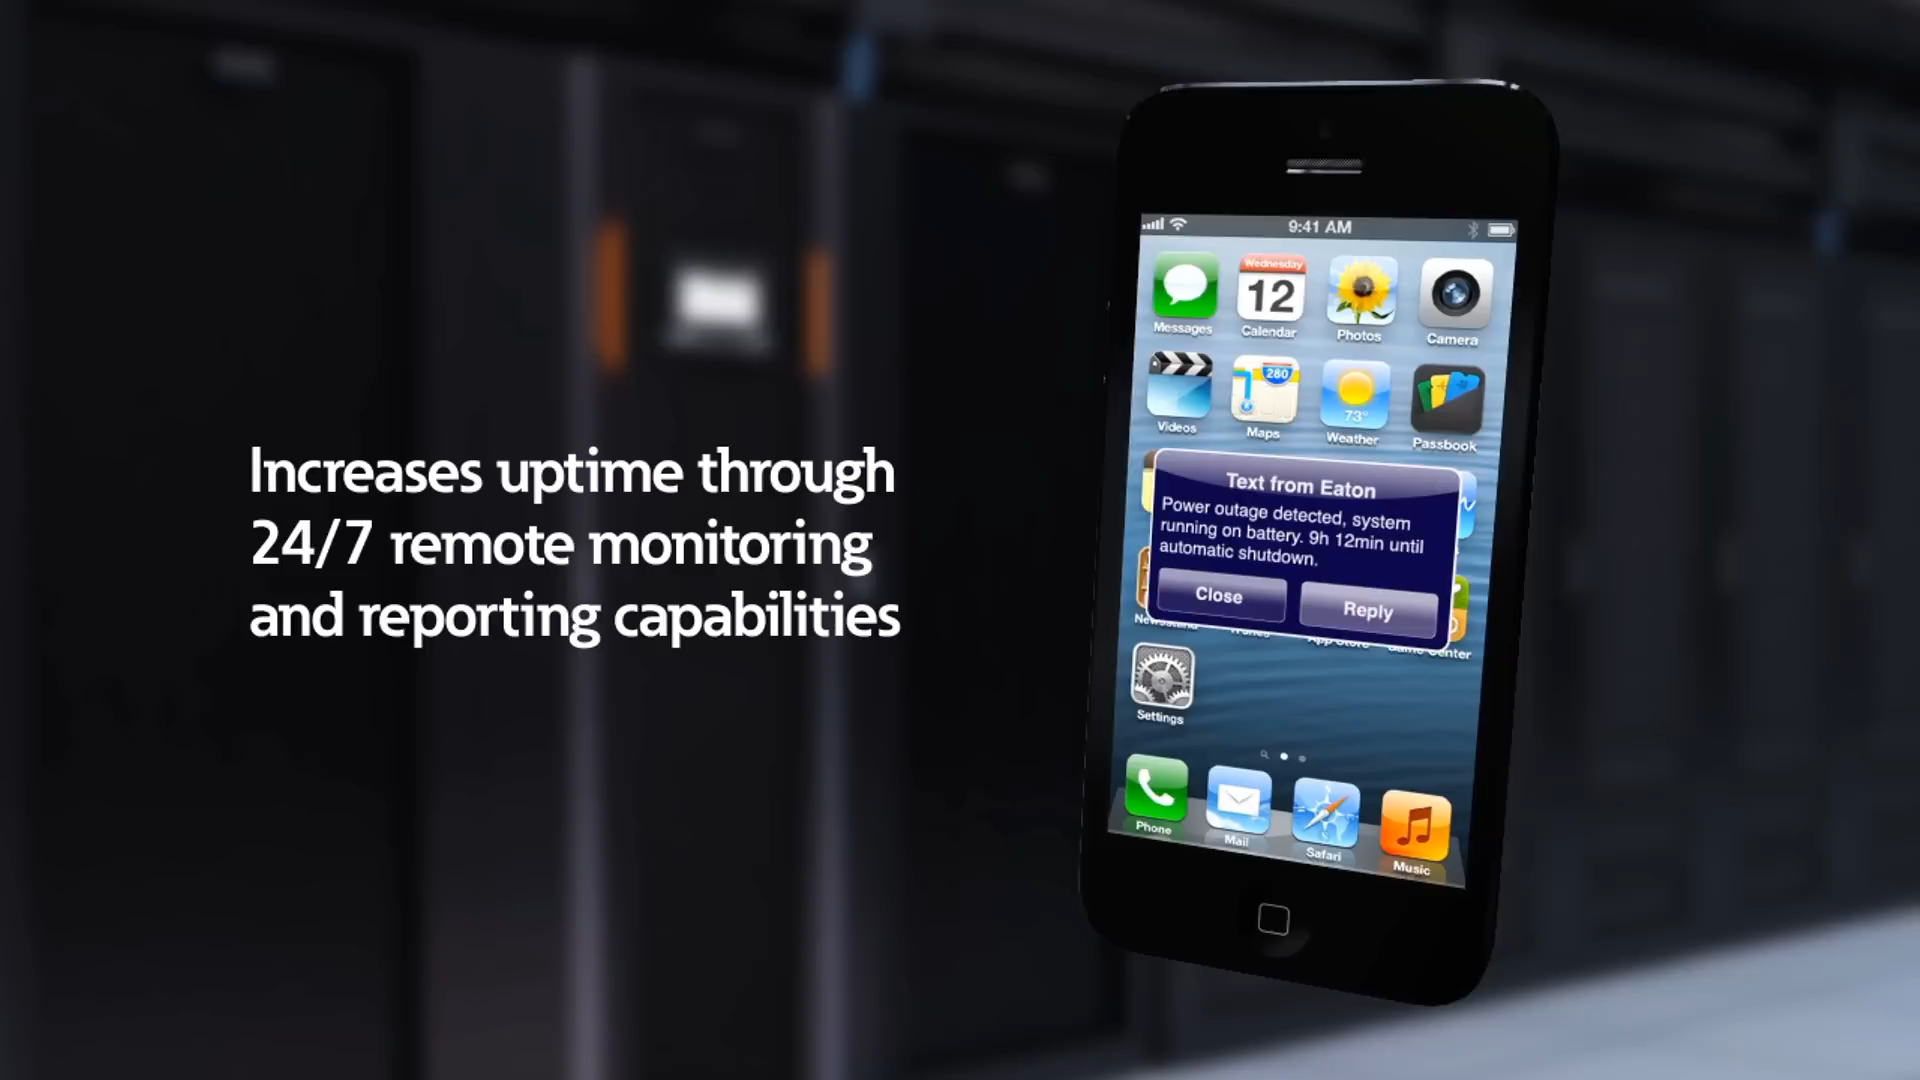 Increases uptime through
24/7 remote monitoring
and reporting capabilities
9:41 AM
Wednesday
12
Messages
Calendar
Photos
Camera
280
73°
Videos
Maps
Weather
Passbook
Text from Eaton
Power outage detected, system
running on battery. 9h 12min until
automatic shutdown.
Close
Reply
Settings
Phone
Mail
Safari
Music